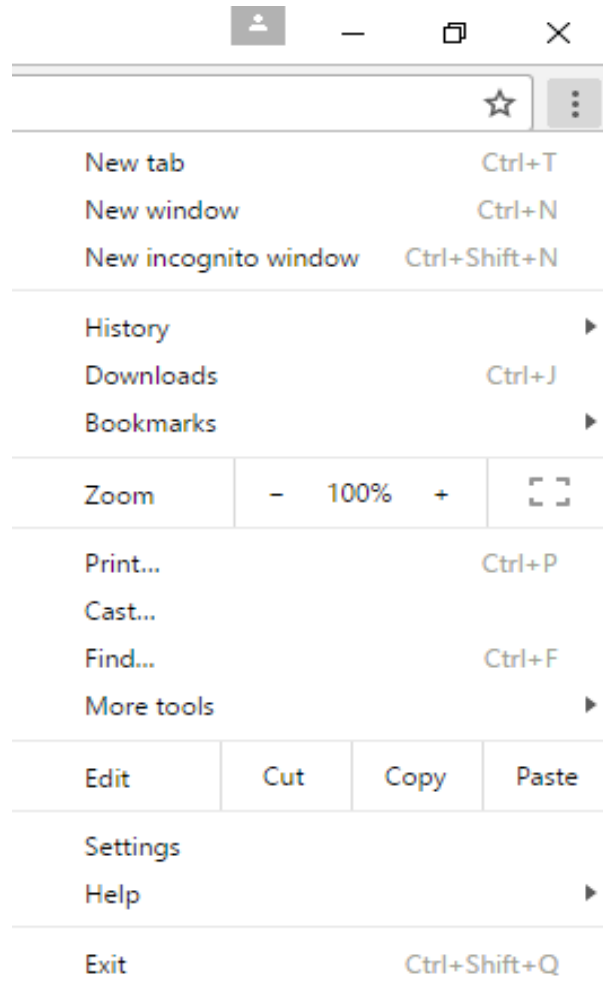 New tab Ctrl+T
New window Ctrl+N
New incognito window Ctrl+Shift+N
History
Downloads Ctrl+J
Bookmarks
Zoom - 100% +
Print... Ctrl+P
Cast...
Find... Ctrl+F
More tools
Edit Cut Copy Paste
Settings
Help
Exit Ctrl+Shift+Q